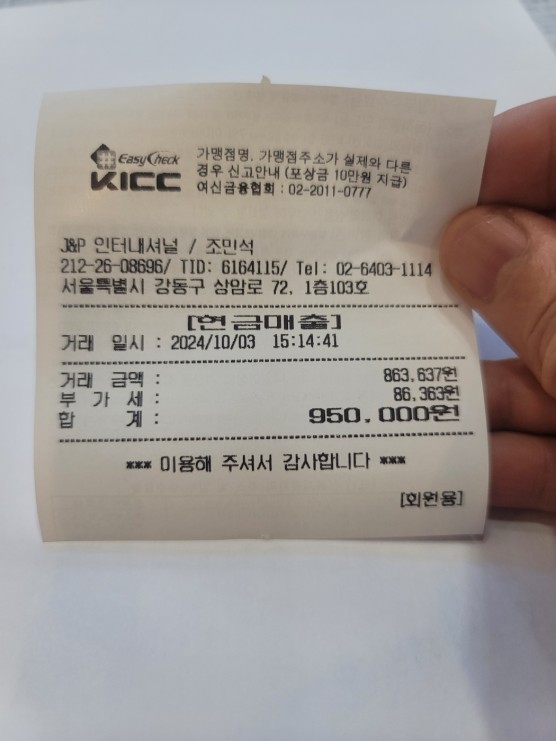 EasyCheck
KICC
가맹점명, 가맹점주소가 실제와 다른
경우 신고안내 (포상금 10만원 지급)
여신금융협회 : 02-2011-0777
J&P 인터내셔널 / 조민석
212-26-08696/ TID: 6164115/ Tel: 02-6403-1114
서울특별시 강동구 상암로 72, 1층103호
[현금매출]
거래 일시 : 2024/10/03 15:14:41
거래 금액 : 863,637원
부 가 세 : 86,363원
합 계 : 950,000원
*** 이용해 주셔서 감사합니다 ***
[회원용]